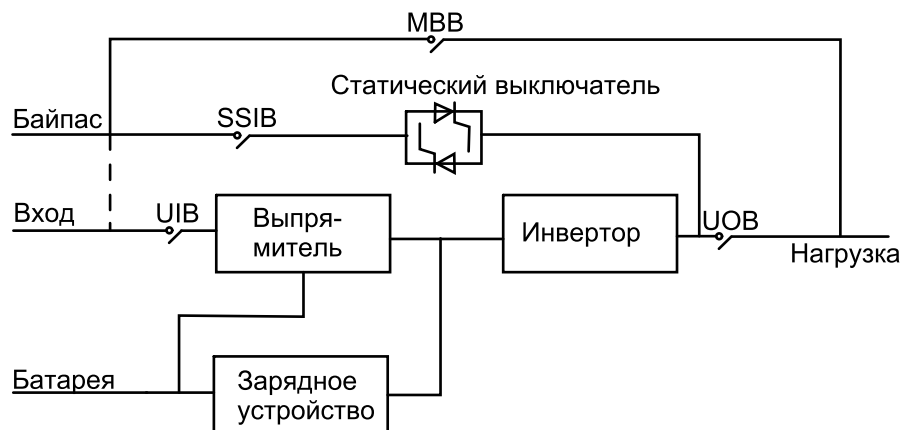 MBB
Статический выключатель
Байпас
SSIB
Вход
UIB
Выпря-
митель
Инвертор
UOB
Нагрузка
Батарея
Зарядное
устройство